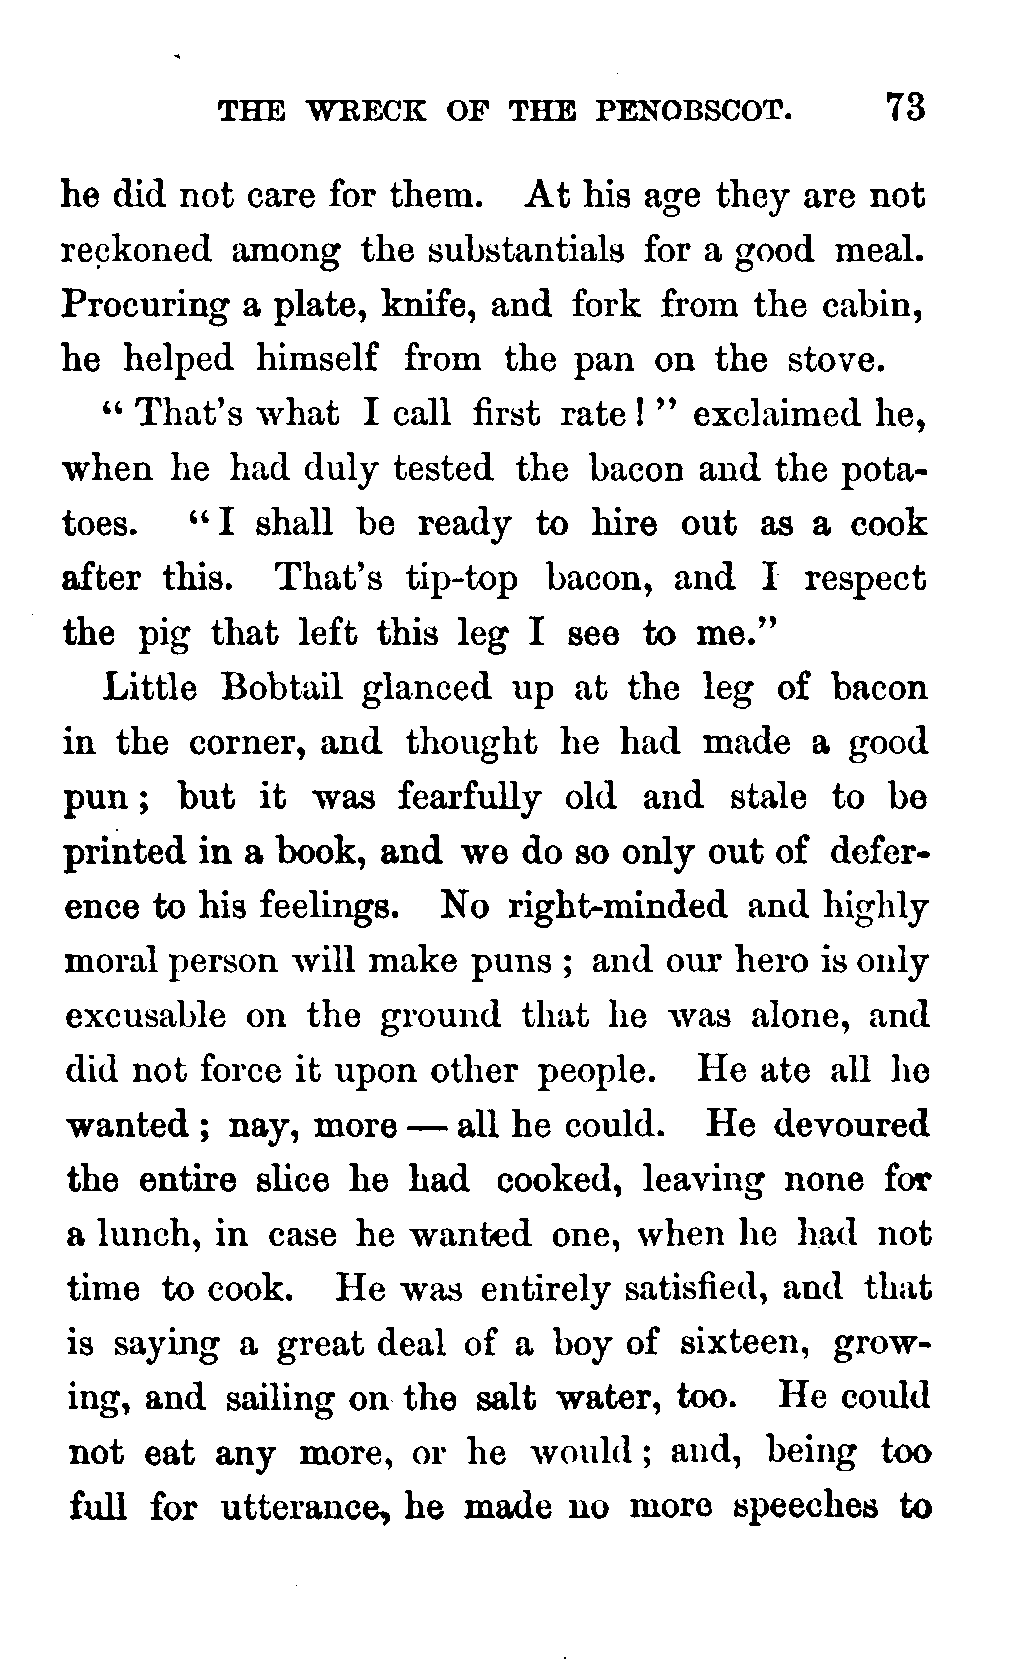 THE WRECK OF THE PENOBSCOT. 73
he did not care for them. At his age they are not
reckoned among the substantials for a good meal.
Procuring a plate, knife, and fork from the cabin,
he helped himself from the pan on the stove.
“ That’s what I call first rate ! ” exclaimed he,
when he had duly tested the bacon and the pota-
toes. “ I shall be ready to hire out as a cook
after this. That’s tip-top bacon, and I respect
the pig that left this leg I see to me.”
Little Bobtail glanced up at the leg of bacon
in the corner, and thought he had made a good
pun ; but it was fearfully old and stale to be
printed in a book, and we do so only out of defer-
ence to his feelings. No right-minded and highly
moral person will make puns ; and our hero is only
excusable on the ground that he was alone, and
did not force it upon other people. He ate all he
wanted ; nay, more — all he could. He devoured
the entire slice he had cooked, leaving none for
a lunch, in case he wanted one, when he had not
time to cook. He was entirely satisfied, and that
is saying a great deal of a boy of sixteen, grow-
ing, and sailing on the salt water, too. He could
not eat any more, or he would ; and, being too
full for utterance, he made no more speeches to